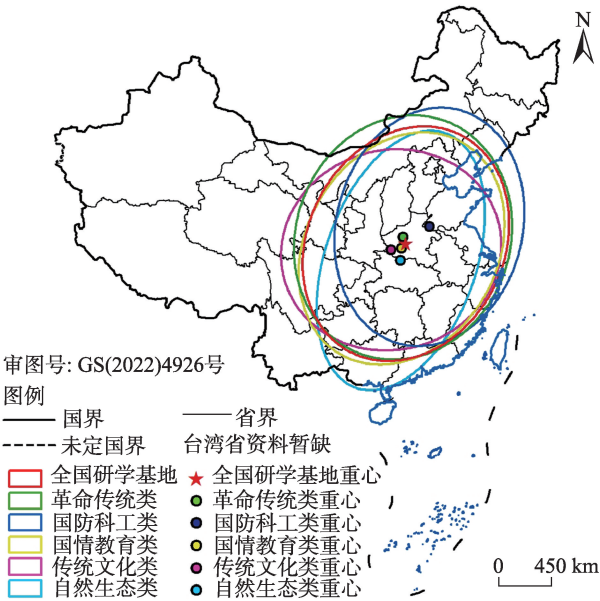 N
审图号: GS(2022)4926号
图例
国界 省界
未定国界 台湾省资料暂缺
全国研学基地 全国研学基地重心
革命传统类 革命传统类重心
国防科工类 国防科工类重心
国情教育类 国情教育类重心
传统文化类 传统文化类重心
自然生态类 自然生态类重心
0 450 km